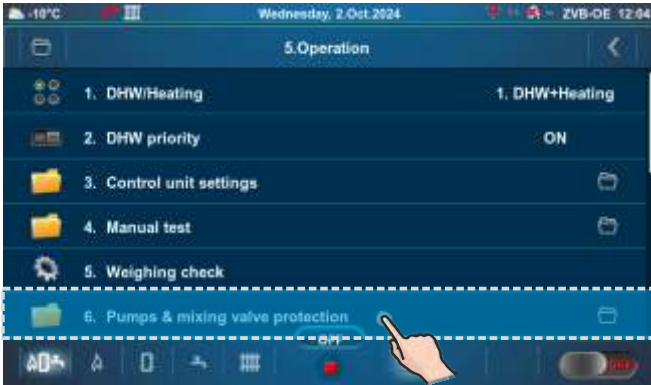 -10°C Wednesday, 2.Oct.2024 ZVB-OE 12:04
5.Operation
1. DHW/Heating 1. DHW+Heating
2. DHW priority ON
3. Control unit settings
4. Manual test
5. Weighing check
6. Pumps & mixing valve protection
OFF